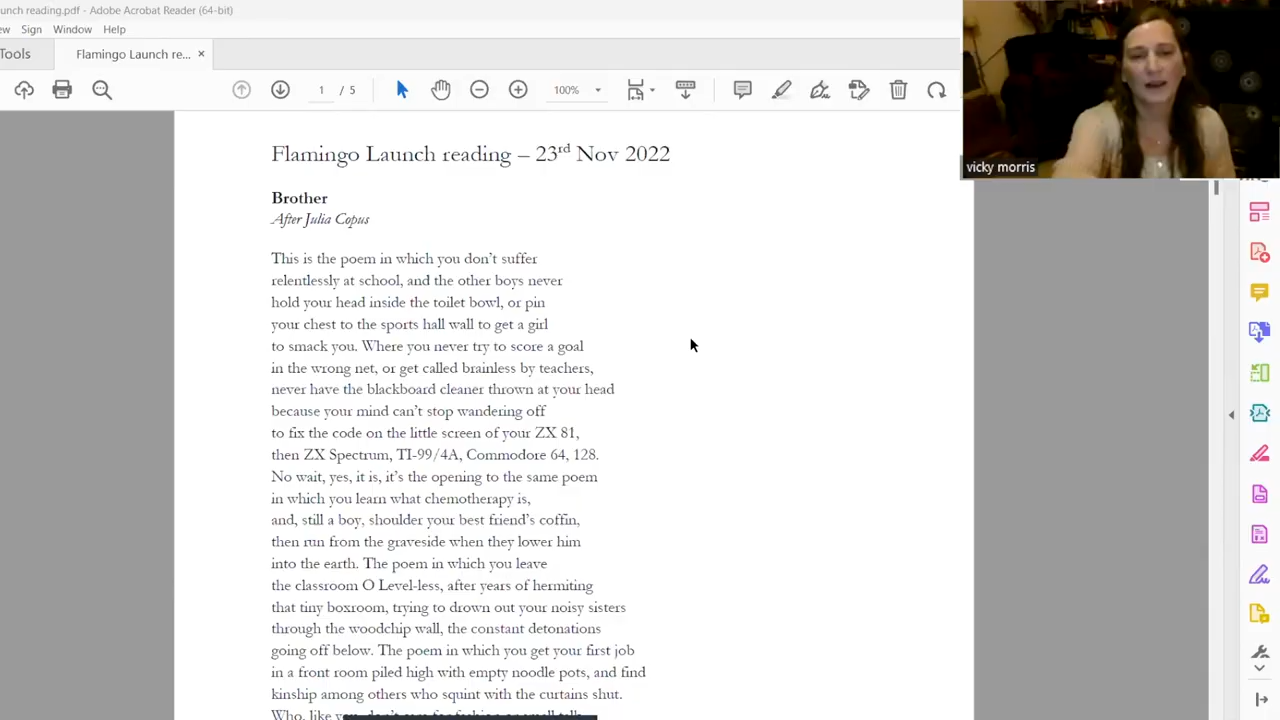 unch reading.pdf - Adobe Acrobat Reader (64-bit)
ew Sign Window Help
Tools
Flamingo Launch re... ×
1 / 5
100%
vicky morris
Flamingo Launch reading – 23rd Nov 2022
Brother
After Julia Copus
This is the poem in which you don’t suffer
relentlessly at school, and the other boys never
hold your head inside the toilet bowl, or pin
your chest to the sports hall wall to get a girl
to smack you. Where you never try to score a goal
in the wrong net, or get called brainless by teachers,
never have the blackboard cleaner thrown at your head
because your mind can’t stop wandering off
to fix the code on the little screen of your ZX 81,
then ZX Spectrum, TI-99/4A, Commodore 64, 128.
No wait, yes, it is, it’s the opening to the same poem
in which you learn what chemotherapy is,
and, still a boy, shoulder your best friend’s coffin,
then run from the graveside when they lower him
into the earth. The poem in which you leave
the classroom O Level-less, after years of hermiting
that tiny boxroom, trying to drown out your noisy sisters
through the woodchip wall, the constant detonations
going off below. The poem in which you get your first job
in a front room piled high with empty noodle pots, and find
kinship among others who squint with the curtains shut.
Who, like